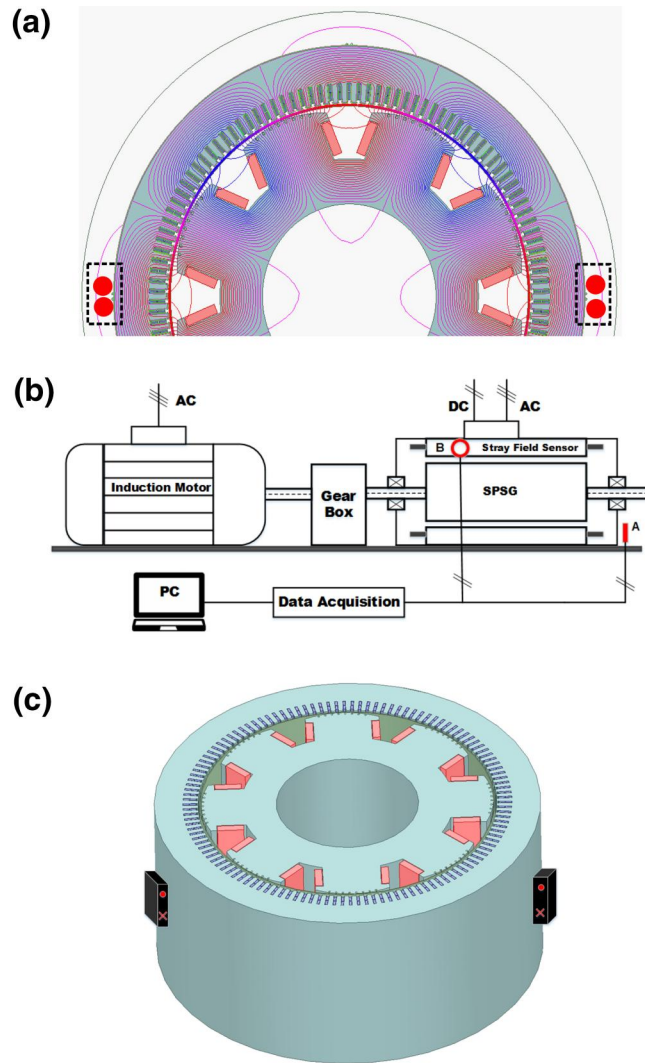 (a)
(b)
AC
DC
AC
B
Stray Field Sensor
Induction Motor
Gear
Box
SPSG
A
PC
Data Acquisition
(c)